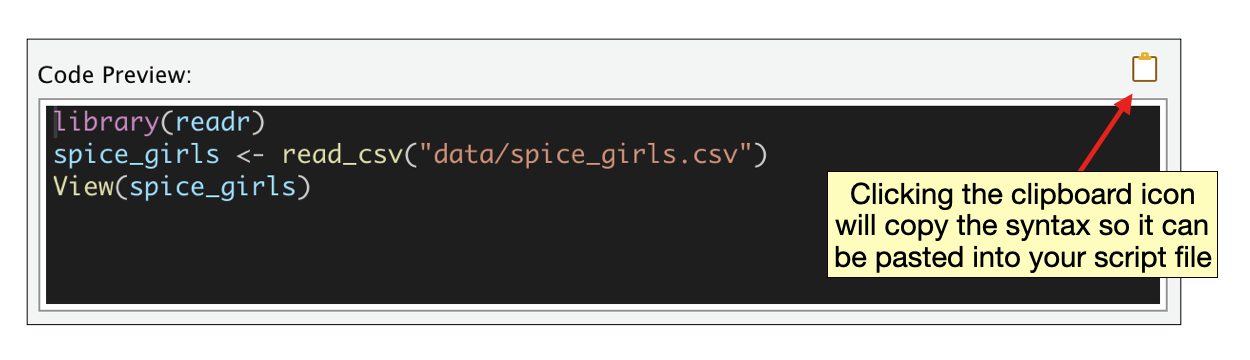 Code Preview:
library(readr)
spice_girls <- read_csv("data/spice_girls.csv")
View(spice_girls)
Clicking the clipboard icon
will copy the syntax so it can
be pasted into your script file